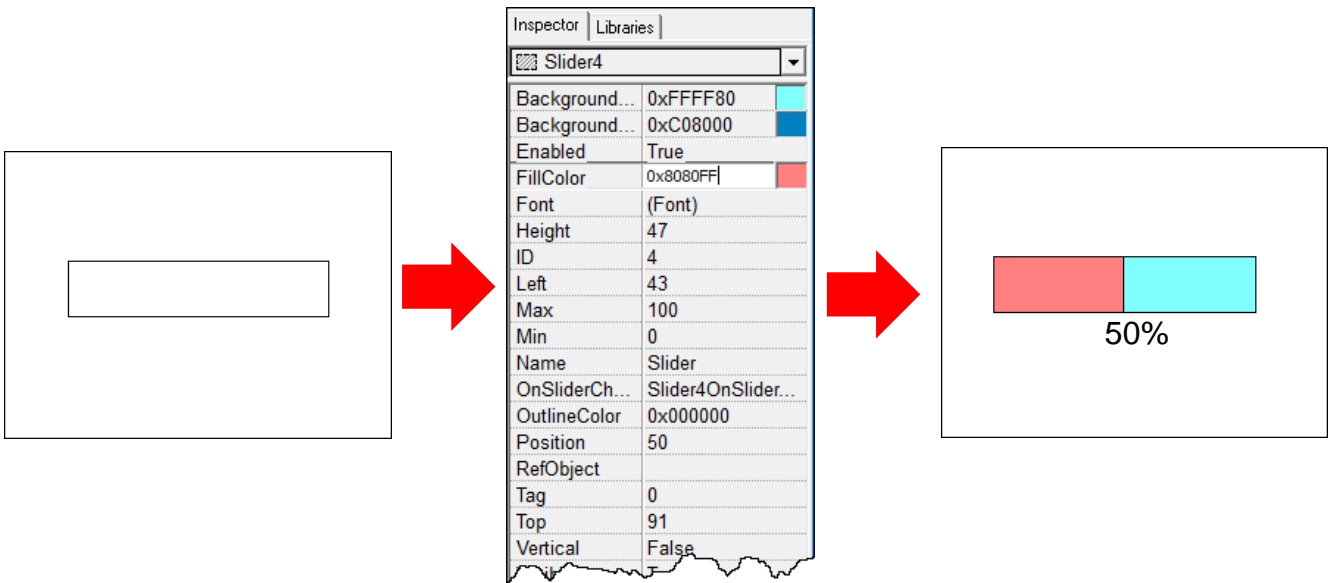 Inspector Libraries
Slider4
Background... 0xFFFF80
Background... 0xC08000
Enabled True
FillColor 0x8080FF
Font (Font)
Height 47
ID 4
Left 43
Max 100
Min 0
Name Slider
OnSliderCh... Slider4OnSlider...
OutlineColor 0x000000
Position 50
RefObject
Tag 0
Top 91
Vertical False
50%